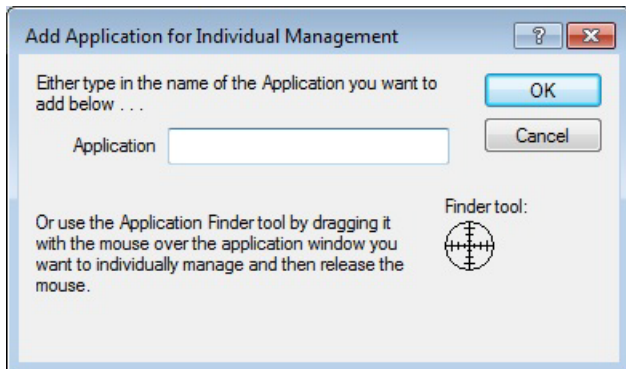 Add Application for Individual Management
Either type in the name of the Application you want to
add below . . .
OK
Application
Cancel
Or use the Application Finder tool by dragging it
with the mouse over the application window you
want to individually manage and then release the
mouse.
Finder tool: